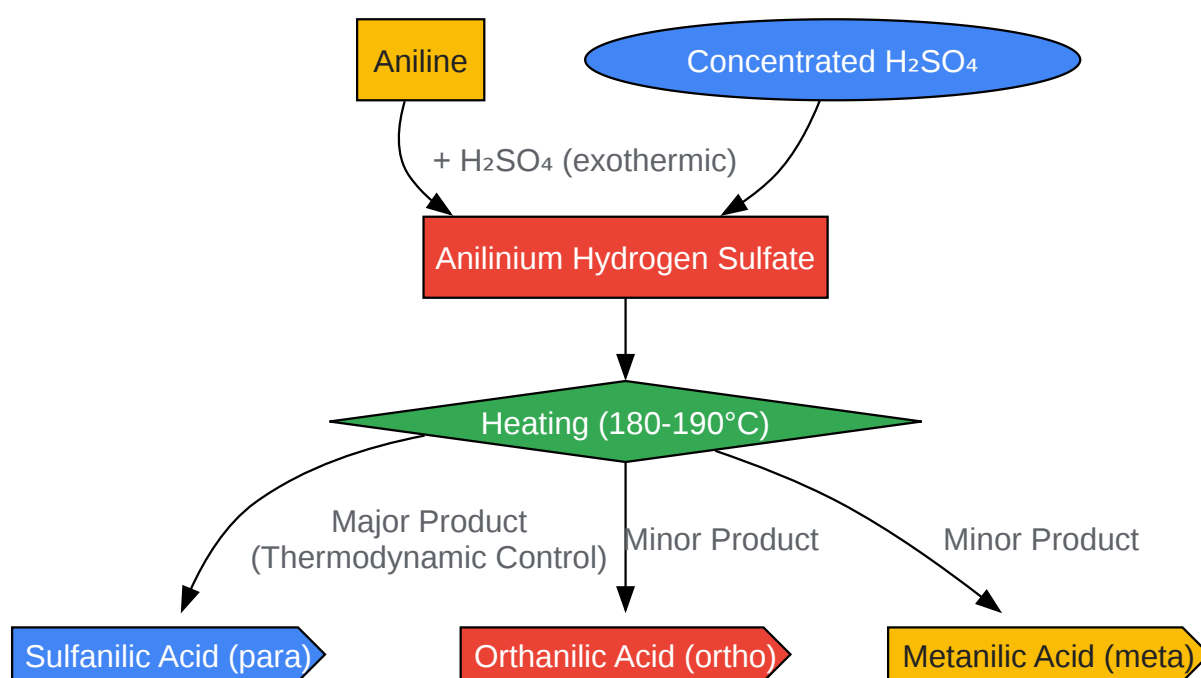 Aniline
Concentrated H₂SO₄
+ H₂SO₄ (exothermic)
Anilinium Hydrogen Sulfate
Heating (180-190°C)
Major Product
(Thermodynamic Control)
Minor Product
Minor Product
Sulfanilic Acid (para)
Orthanilic Acid (ortho)
Metanilic Acid (meta)